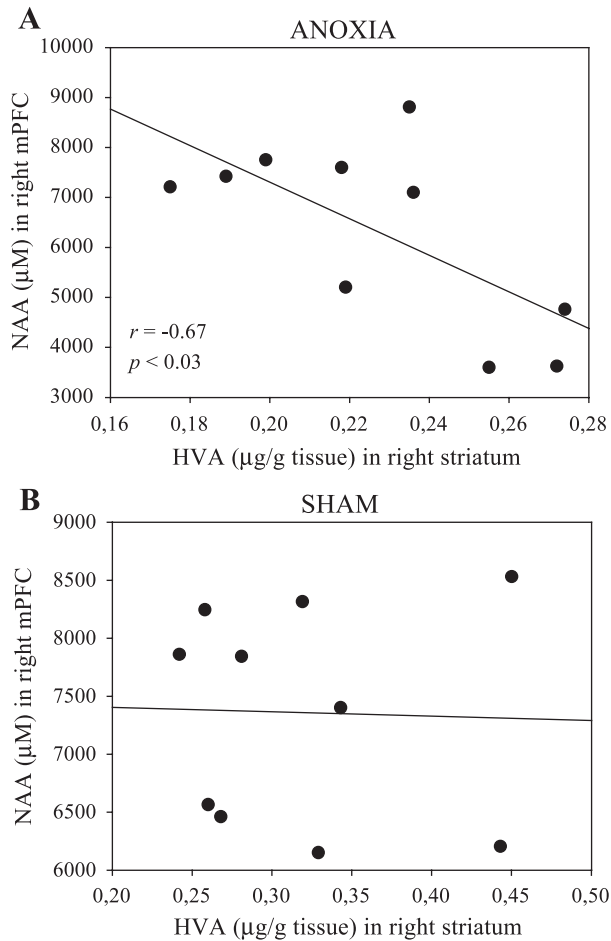 A
ANOXIA
10000
9000
8000
7000
6000
5000
4000
3000
NAA (µM) in right mPFC
r = -0.67
p < 0.03
0,16 0,18 0,20 0,22 0,24 0,26 0,28
HVA (µg/g tissue) in right striatum
B
SHAM
9000
8500
8000
7500
7000
6500
6000
NAA (µM) in right mPFC
0,20 0,25 0,30 0,35 0,40 0,45 0,50
HVA (µg/g tissue) in right striatum